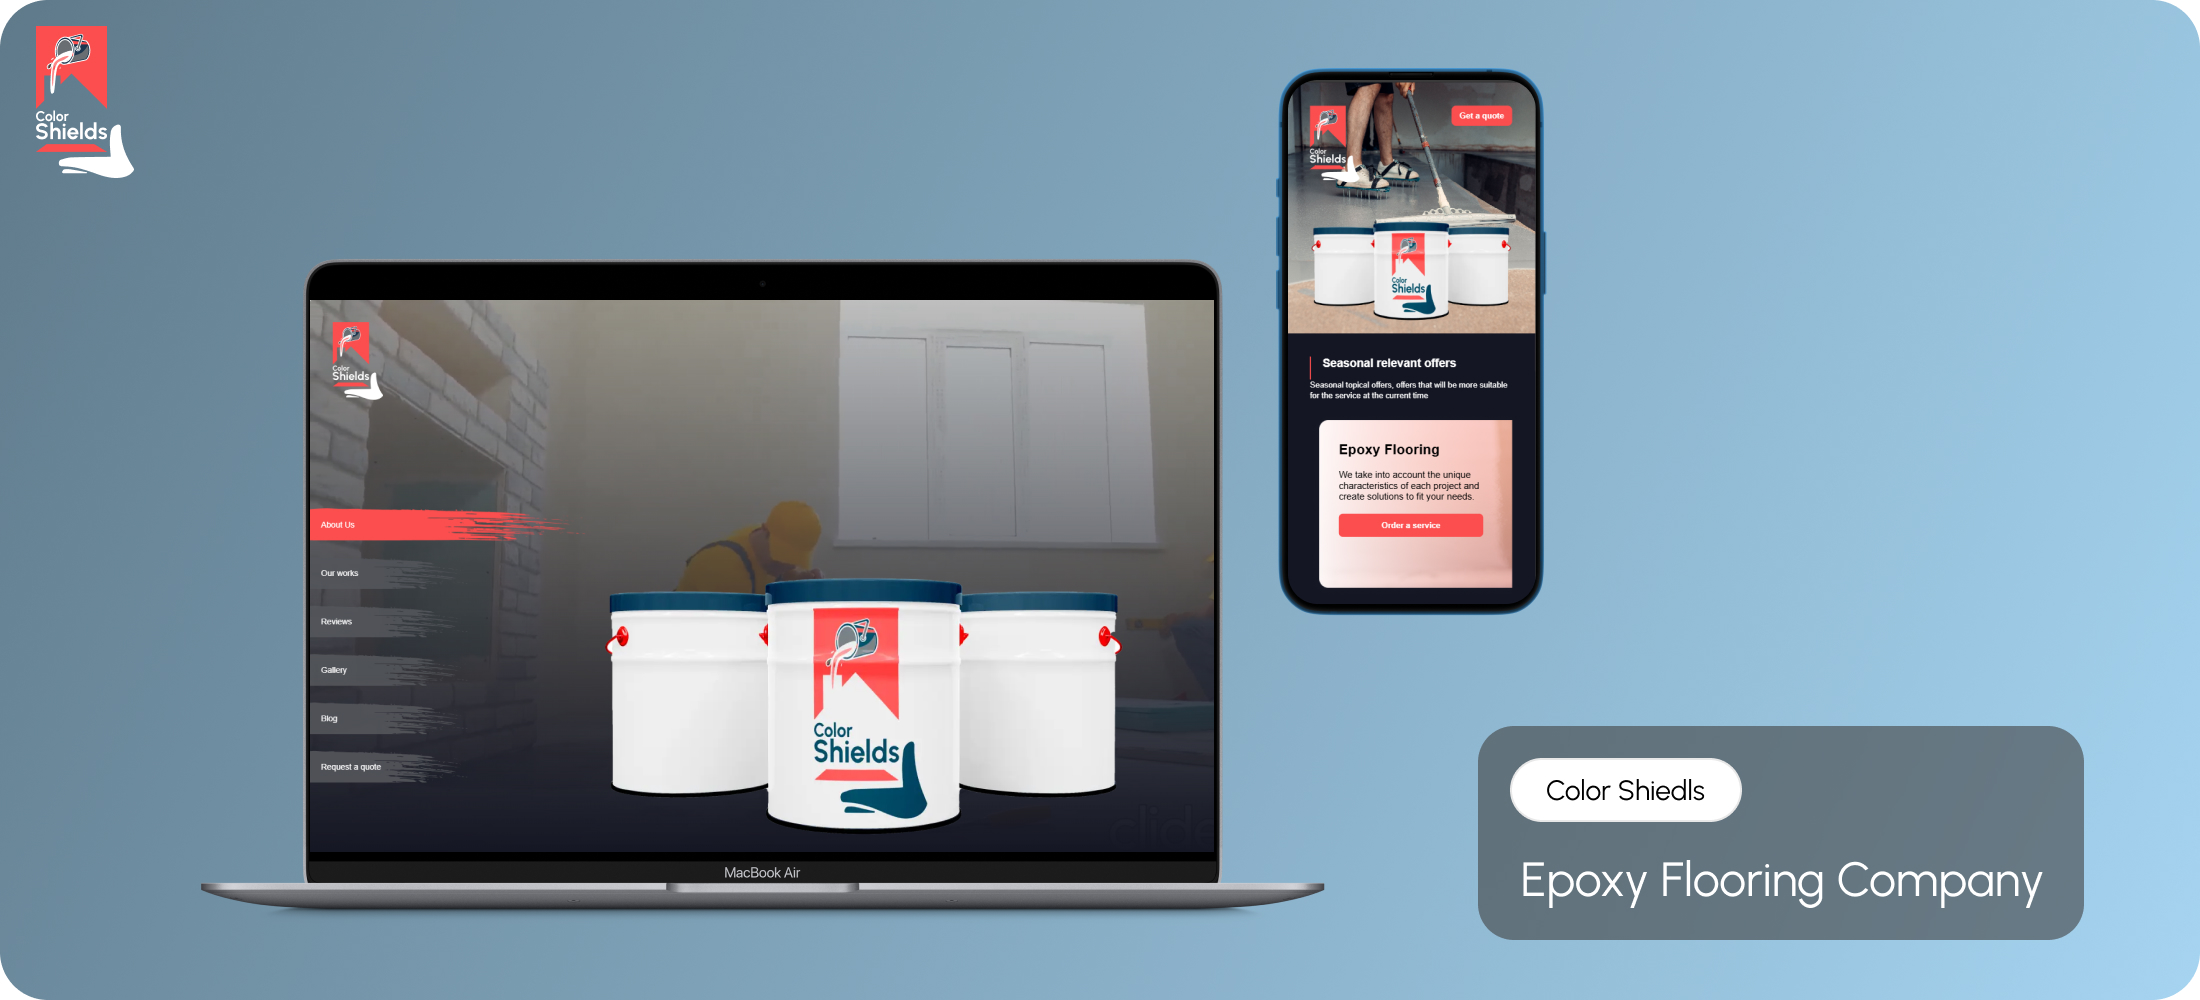 Color
Shields
Color
Shields
About Us
Our works
Reviews
Gallery
Blog
Request a quote
Color
Shields
clide
MacBook Air
Color
Shields
Get a quote
Color
Shields
Seasonal relevant offers
Seasonal topical offers, offers that will be more suitable
for the service at the current time
Epoxy Flooring
We take into account the unique
characteristics of each project and
create solutions to fit your needs.
Order a service
Color Shiedls
Epoxy Flooring Company